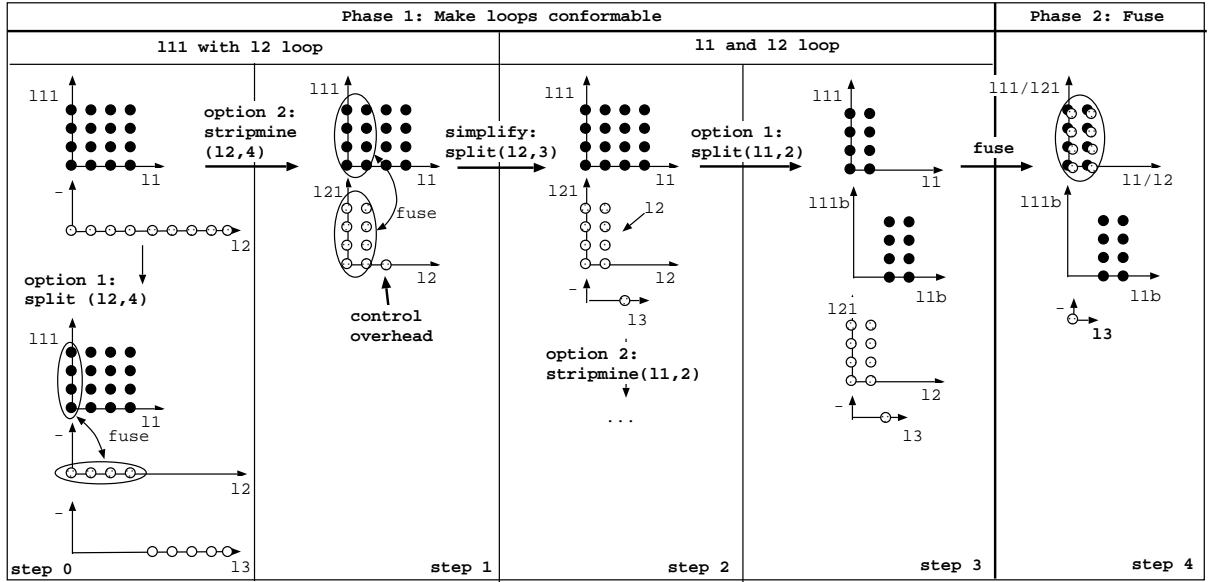 Phase 1: Make loops conformable
Phase 2: Fuse
l11 with l2 loop
l1 and l2 loop
l11
l1
-
l2
option 1:
split (l2,4)
l11
l1
fuse
-
l2
-
l3
step 0
option 2:
stripmine
(l2,4)
l11
l1
l21
fuse
l2
control
overhead
step 1
simplify:
split(l2,3)
l11
l1
l21
l2
l2
-
l3
option 2:
stripmine(l1,2)
...
step 2
option 1:
split(l1,2)
l11
l1
l11b
l1b
l21
l2
-
l3
step 3
fuse
l11/l21
l1/l2
l11b
l1b
-
l3
step 4